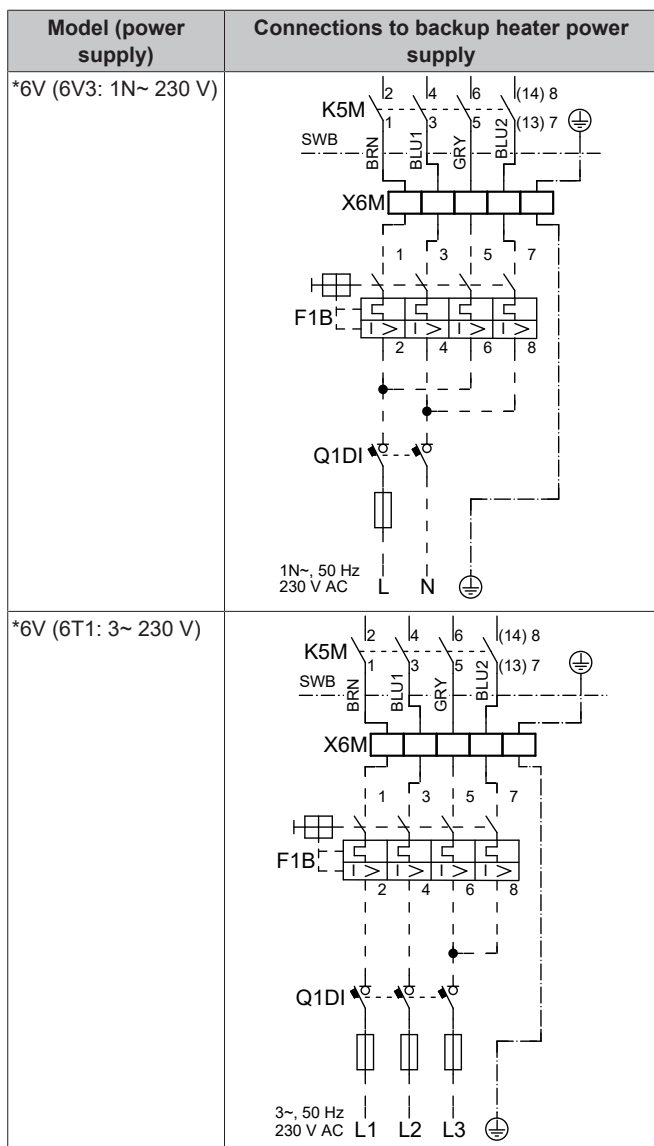 Model (power supply)
Connections to backup heater power supply
*6V (6V3: 1N~ 230 V)
2 4 6 (14) 8
K5M
1 3 5 (13) 7
SWB
BRN BLU1 GRY BLU2
X6M
1 3 5 7
F1B
I > I > I > I >
2 4 6 8
Q1DI
1N~, 50 Hz
230 V AC L N
*6V (6T1: 3~ 230 V)
2 4 6 (14) 8
K5M
1 3 5 (13) 7
SWB
BRN BLU1 GRY BLU2
X6M
1 3 5 7
F1B
I > I > I > I >
2 4 6 8
Q1DI
3~, 50 Hz
230 V AC L1 L2 L3